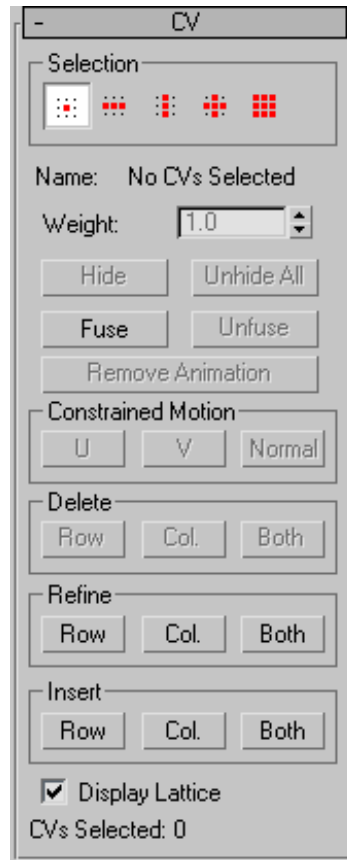 - CV
Selection
Name: No CVs Selected
Weight: 1.0
Hide Unhide All
Fuse Unfuse
Remove Animation
Constrained Motion
U V Normal
Delete
Row Col. Both
Refine
Row Col. Both
Insert
Row Col. Both
Display Lattice
CVs Selected: 0